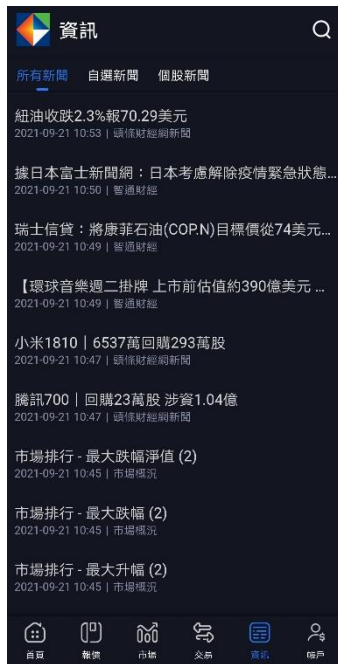 資訊
所有新聞 自選新聞 個股新聞
紐油收跌2.3%報70.29美元
2021-09-21 10:53 | 頭條財經網新聞
據日本富士新聞網：日本考慮解除疫情緊急狀態...
2021-09-21 10:50 | 智通財經
瑞士信貸：將康菲石油(COP.N)目標價從74美元...
2021-09-21 10:49 | 智通財經
【環球音樂週二掛牌 上市前估值約390億美元 ...
2021-09-21 10:49 | 智通財經
小米1810｜6537萬回購293萬股
2021-09-21 10:47 | 頭條財經網新聞
騰訊700｜回購23萬股 涉資1.04億
2021-09-21 10:47 | 頭條財經網新聞
市場排行 - 最大跌幅淨值 (2)
2021-09-21 10:45 | 市場概況
市場排行 - 最大跌幅 (2)
2021-09-21 10:45 | 市場概況
市場排行 - 最大升幅 (2)
2021-09-21 10:45 | 市場概況
首頁 報價 市場 交易 資訊 帳戶